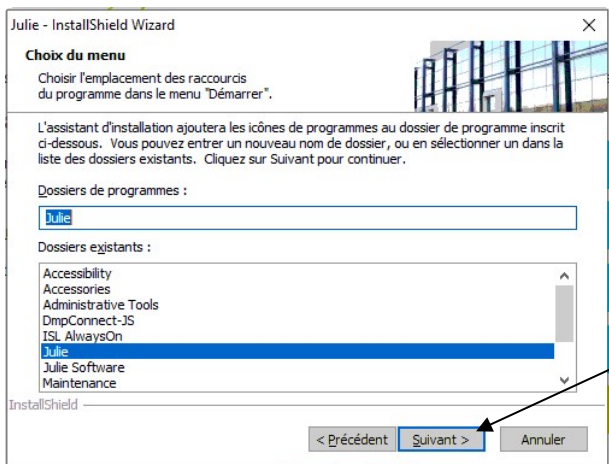 Julie - InstallShield Wizard
Choix du menu
Choisir l'emplacement des raccourcis
du programme dans le menu "Démarrer".
L'assistant d'installation ajoutera les icônes de programmes au dossier de programme inscrit
ci-dessous. Vous pouvez entrer un nouveau nom de dossier, ou en sélectionner un dans la
liste des dossiers existants. Cliquez sur Suivant pour continuer.
Dossiers de programmes :
Julie
Dossiers existants :
Accessibility
Accessories
Administrative Tools
DmpConnect-JS
ISL AlwaysOn
Julie
Julie Software
Maintenance
InstallShield
< Précédent
Suivant >
Annuler